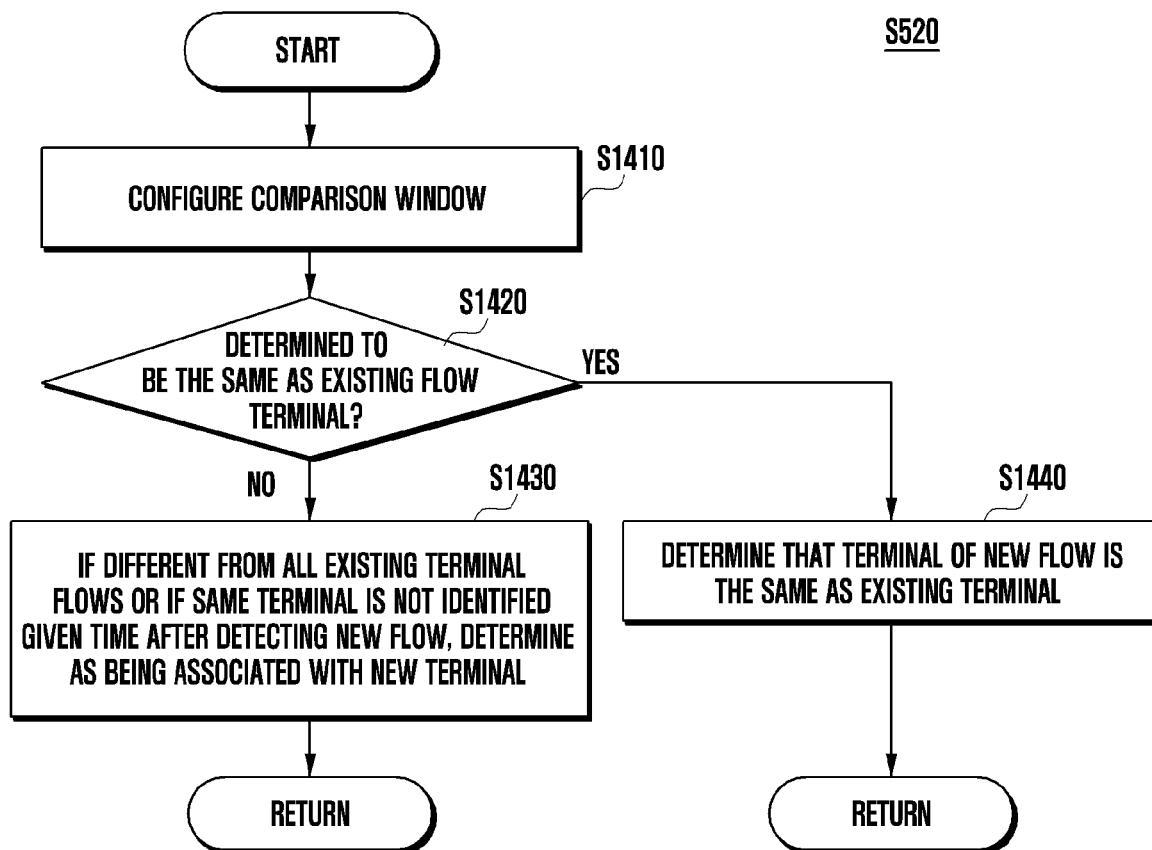 START
S520
S1410
CONFIGURE COMPARISON WINDOW
S1420
DETERMINED TO
BE THE SAME AS EXISTING FLOW
TERMINAL?
YES
NO
S1430
IF DIFFERENT FROM ALL EXISTING TERMINAL
FLOWS OR IF SAME TERMINAL IS NOT IDENTIFIED
GIVEN TIME AFTER DETECTING NEW FLOW, DETERMINE
AS BEING ASSOCIATED WITH NEW TERMINAL
S1440
DETERMINE THAT TERMINAL OF NEW FLOW IS
THE SAME AS EXISTING TERMINAL
RETURN
RETURN